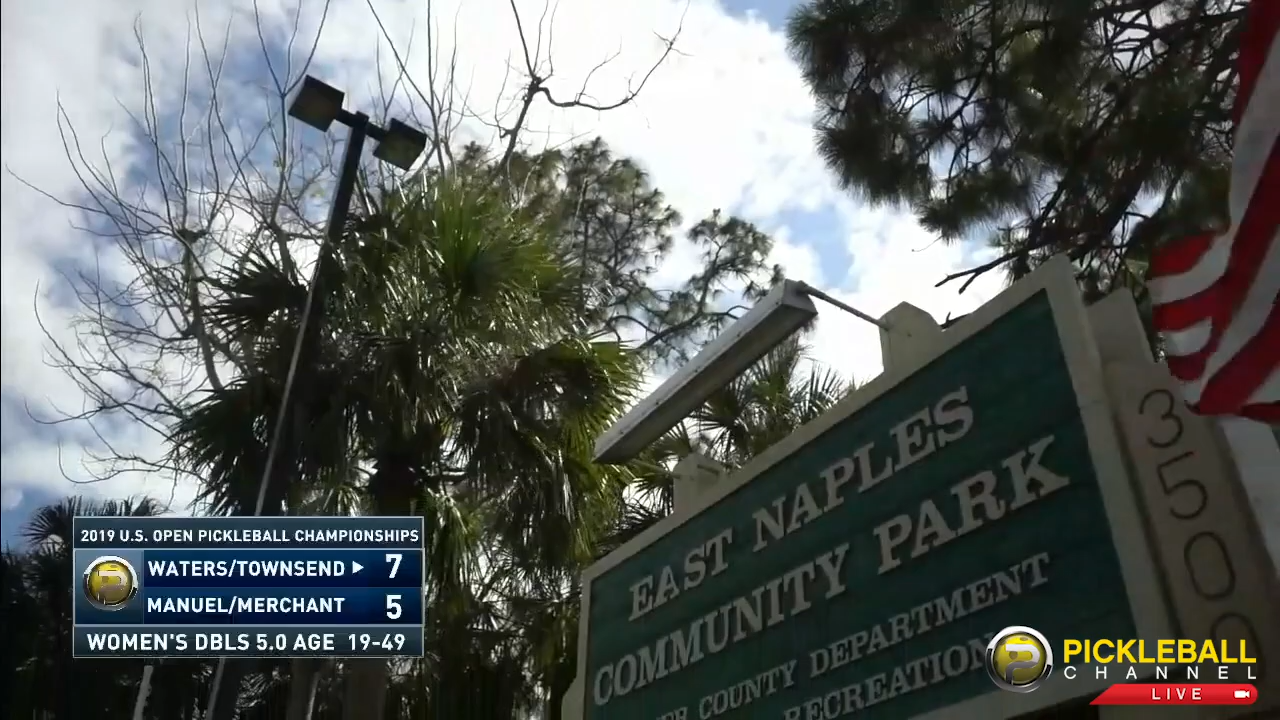 EAST NAPLES
COMMUNITY PARK
COUNTY DEPARTMENT
RECREATION
350
2019 U.S. OPEN PICKLEBALL CHAMPIONSHIPS
WATERS/TOWNSEND ▶ 7
MANUEL/MERCHANT 5
WOMEN'S DBLS 5.0 AGE 19-49
PICKLEBALL
CHANNEL
LIVE